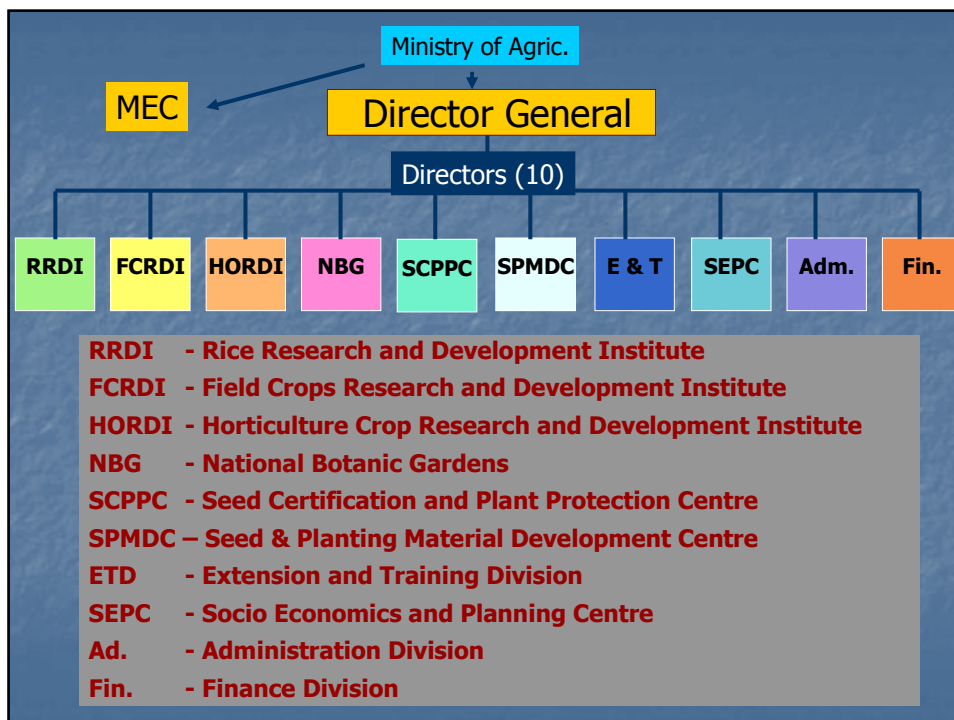 Ministry of Agric.
MEC
Director General
Directors (10)
RRDI FCRDI HORDI NBG SCPPC SPMDC E & T SEPC Adm. Fin.
RRDI - Rice Research and Development Institute
FCRDI - Field Crops Research and Development Institute
HORDI - Horticulture Crop Research and Development Institute
NBG - National Botanic Gardens
SCPPC - Seed Certification and Plant Protection Centre
SPMDC – Seed & Planting Material Development Centre
ETD - Extension and Training Division
SEPC - Socio Economics and Planning Centre
Ad. - Administration Division
Fin. - Finance Division